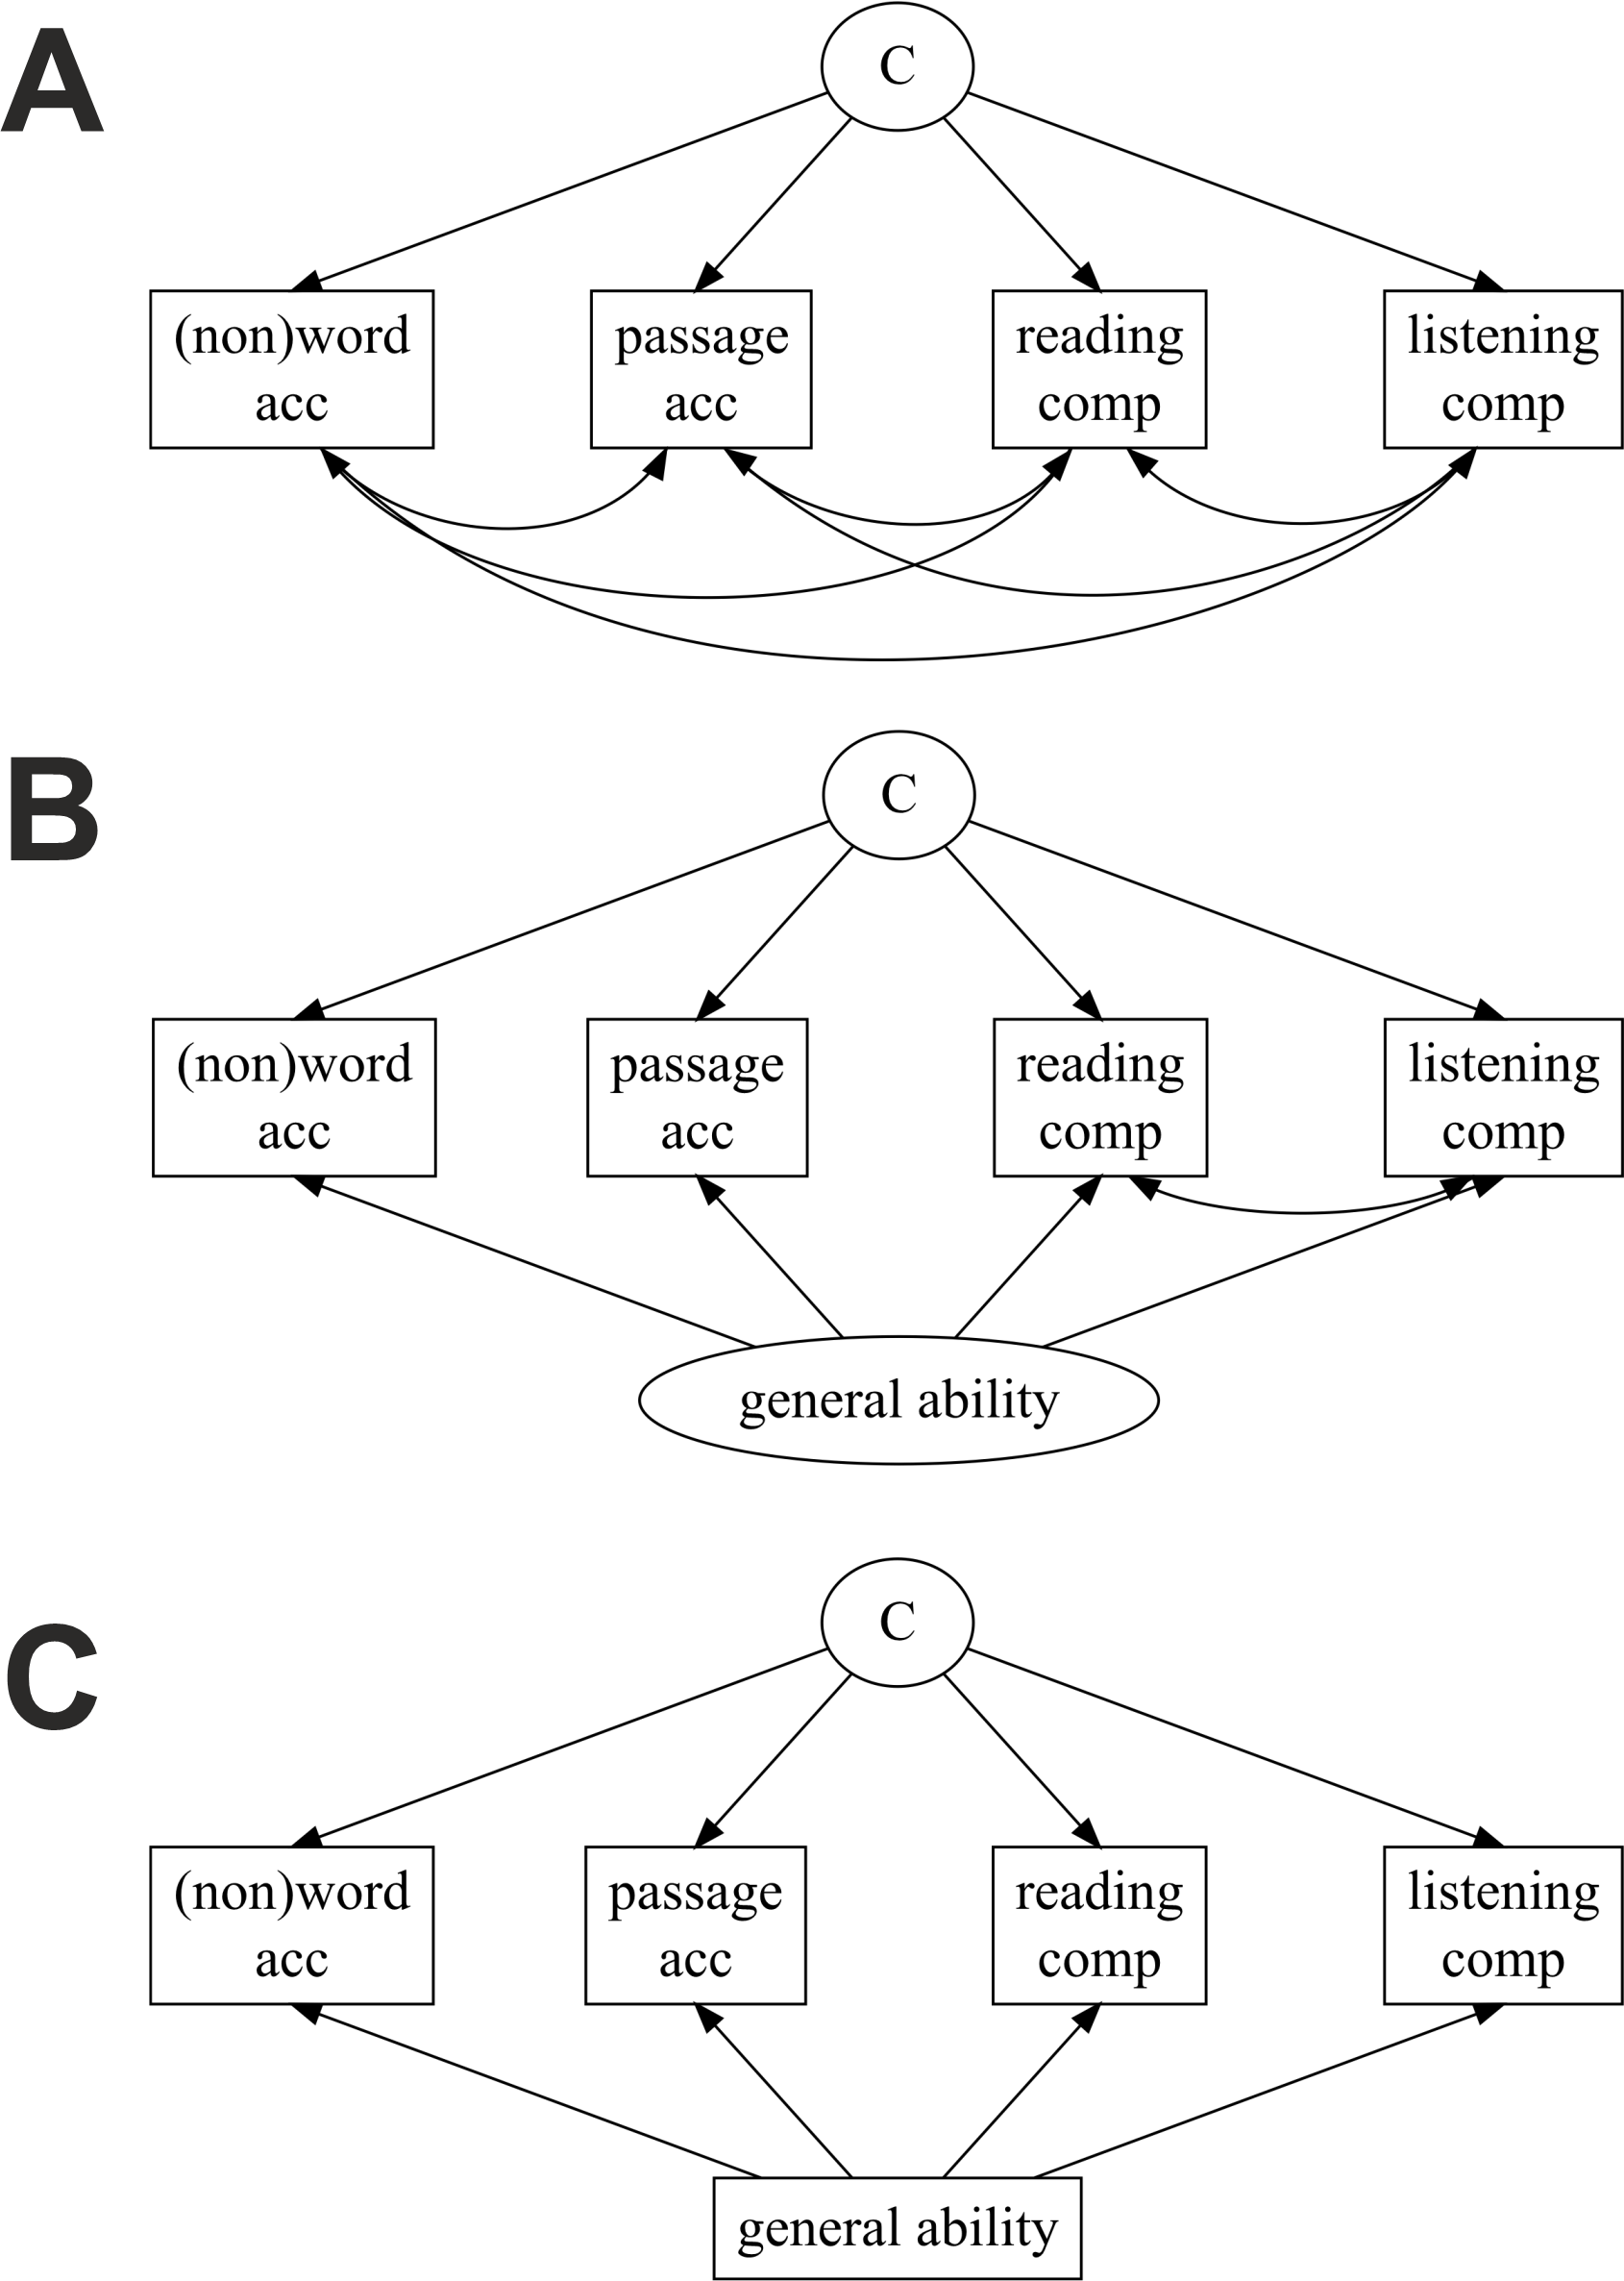 A
C
(non)word
acc
passage
acc
reading
comp
listening
comp
B
C
(non)word
acc
passage
acc
reading
comp
listening
comp
general ability
C
C
(non)word
acc
passage
acc
reading
comp
listening
comp
general ability